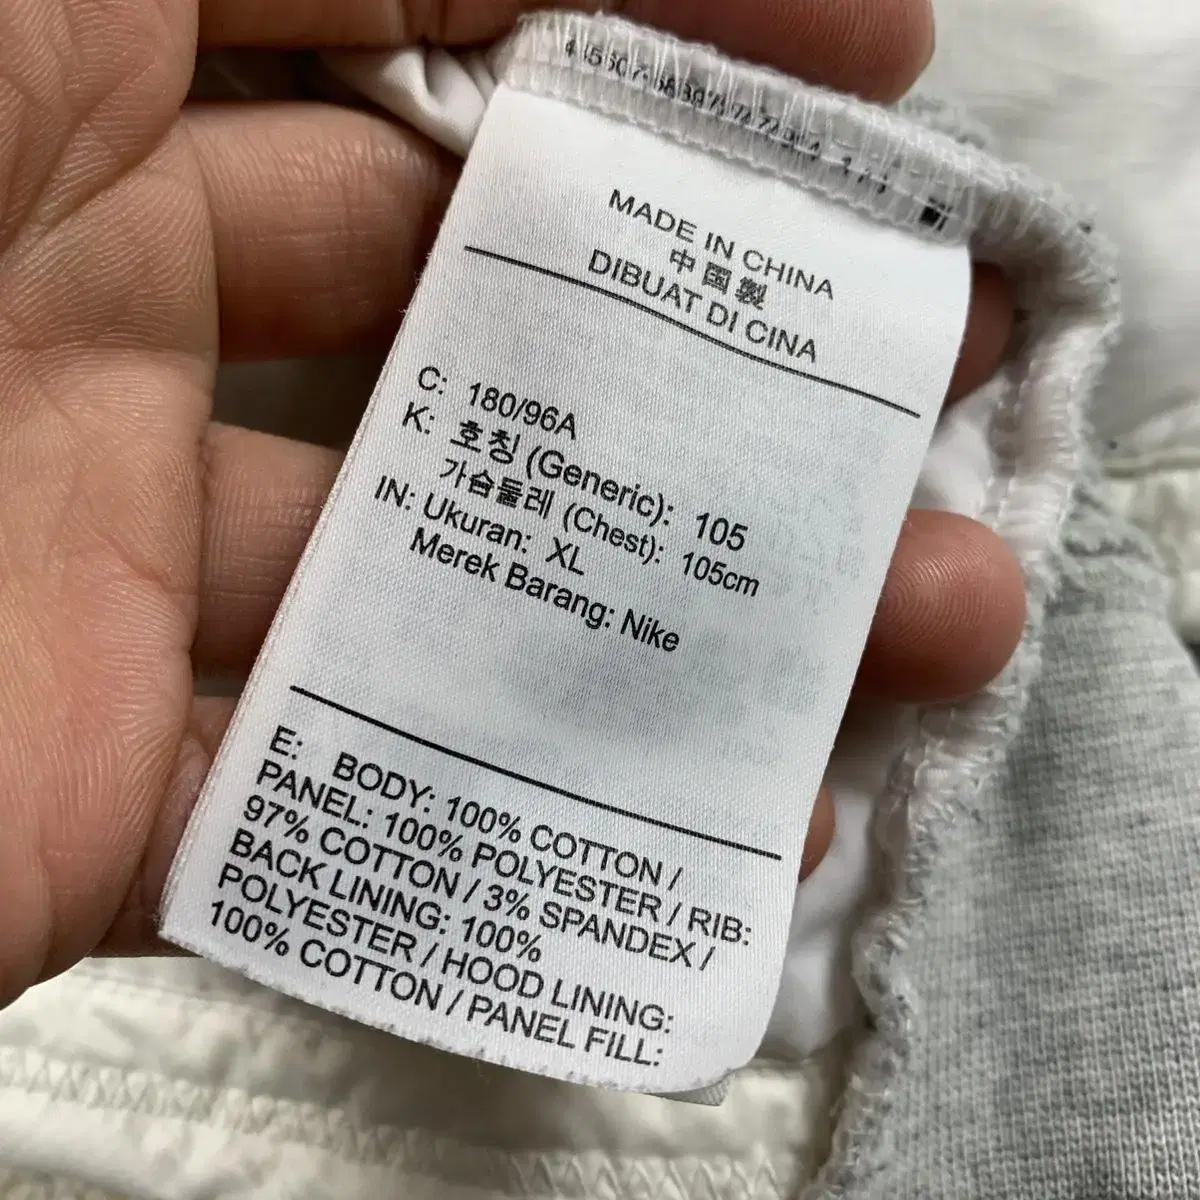 MADE IN CHINA
中 国 製
DIBUAT DI CINA
C: 180/96A
K: 호칭 (Generic): 105
가슴둘레 (Chest): 105cm
IN: Ukuran: XL
Merek Barang: Nike
E: BODY: 100% COTTON /
PANEL: 100% POLYESTER / RIB:
97% COTTON / 3% SPANDEX /
BACK LINING: 100%
POLYESTER / HOOD LINING:
100% COTTON / PANEL FILL: